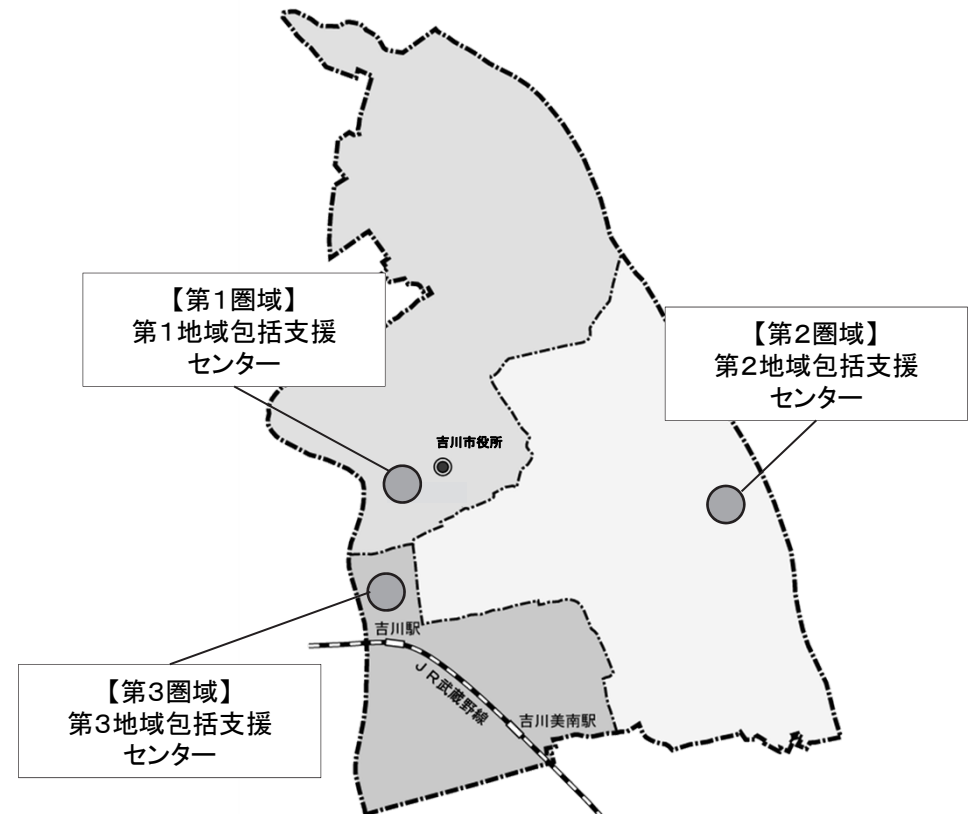 【第1圏域】
第1地域包括支援
センター
【第2圏域】
第2地域包括支援
センター
吉川市役所
吉川駅
JR武蔵野線
【第3圏域】
第3地域包括支援
センター
吉川美南駅